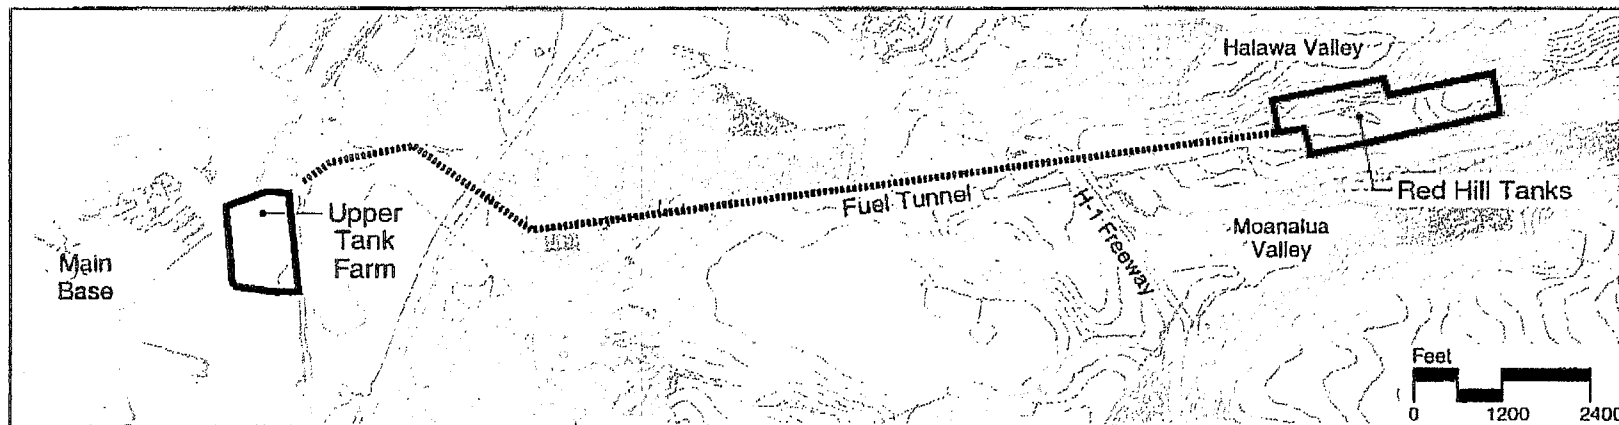 Halawa Valley
Upper
Tank
Farm
Main
Base
Fuel Tunnel
H-1 Freeway
Red Hill Tanks
Moanalua
Valley
Feet
0 1200 2400